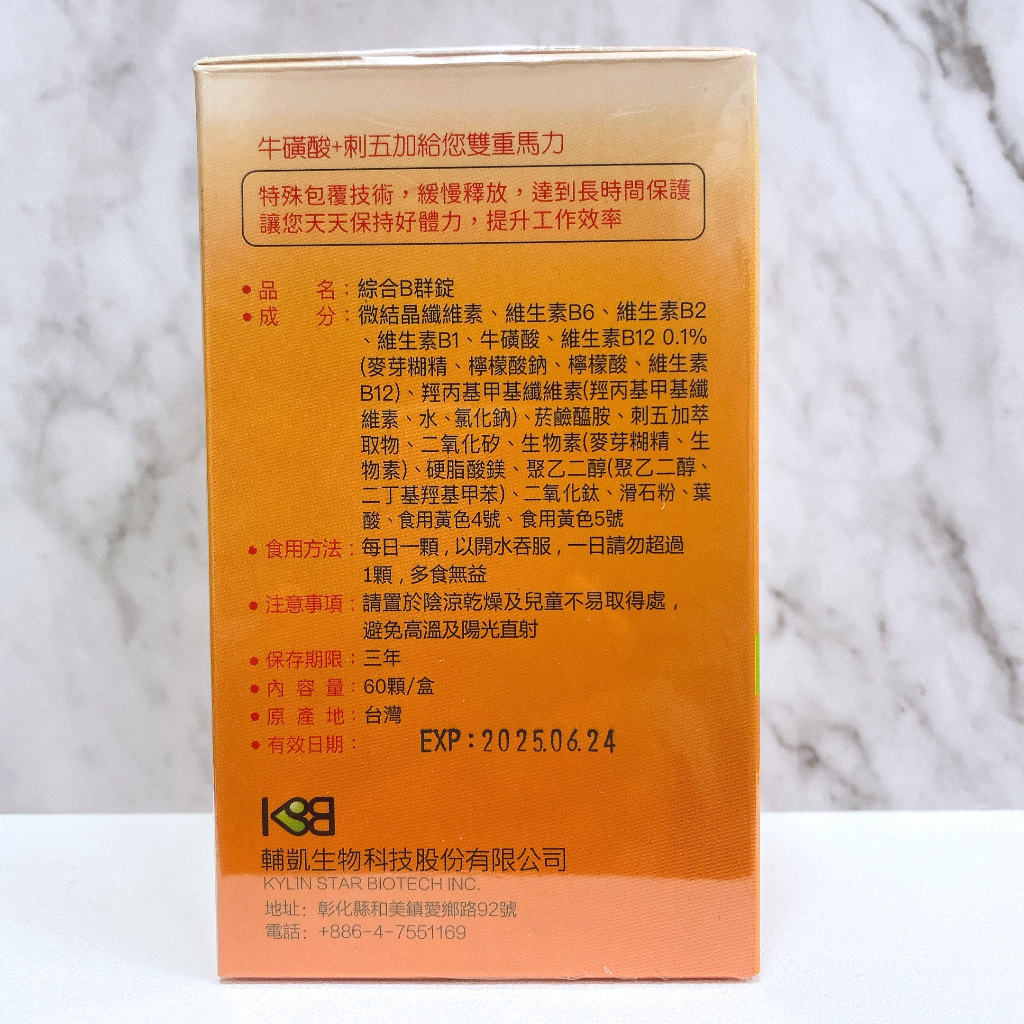 牛磺酸+刺五加給您雙重馬力
特殊包覆技術，緩慢釋放，達到長時間保護
讓您天天保持好體力，提升工作效率
•品 名：綜合B群錠
•成 分：微結晶纖維素、維生素B6、維生素B2
、維生素B1、牛磺酸、維生素B12 0.1%
(麥芽糊精、檸檬酸鈉、檸檬酸、維生素
B12)、羥丙基甲基纖維素(羥丙基甲基纖
維素、水、氯化鈉)、菸鹼醯胺、刺五加萃
取物、二氧化矽、生物素(麥芽糊精、生
物素)、硬脂酸鎂、聚乙二醇(聚乙二醇、
二丁基羥基甲苯)、二氧化鈦、滑石粉、葉
酸、食用黃色4號、食用黃色5號
•食用方法：每日一顆，以開水吞服，一日請勿超過
1顆，多食無益
•注意事項：請置於陰涼乾燥及兒童不易取得處，
避免高溫及陽光直射
•保存期限：三年
•內容量：60顆/盒
•原產地：台灣
•有效日期： EXP:2025.06.24
KSB
輔凱生物科技股份有限公司
KYLIN STAR BIOTECH INC.
地址：彰化縣和美鎮愛鄉路92號
電話：+886-4-7551169